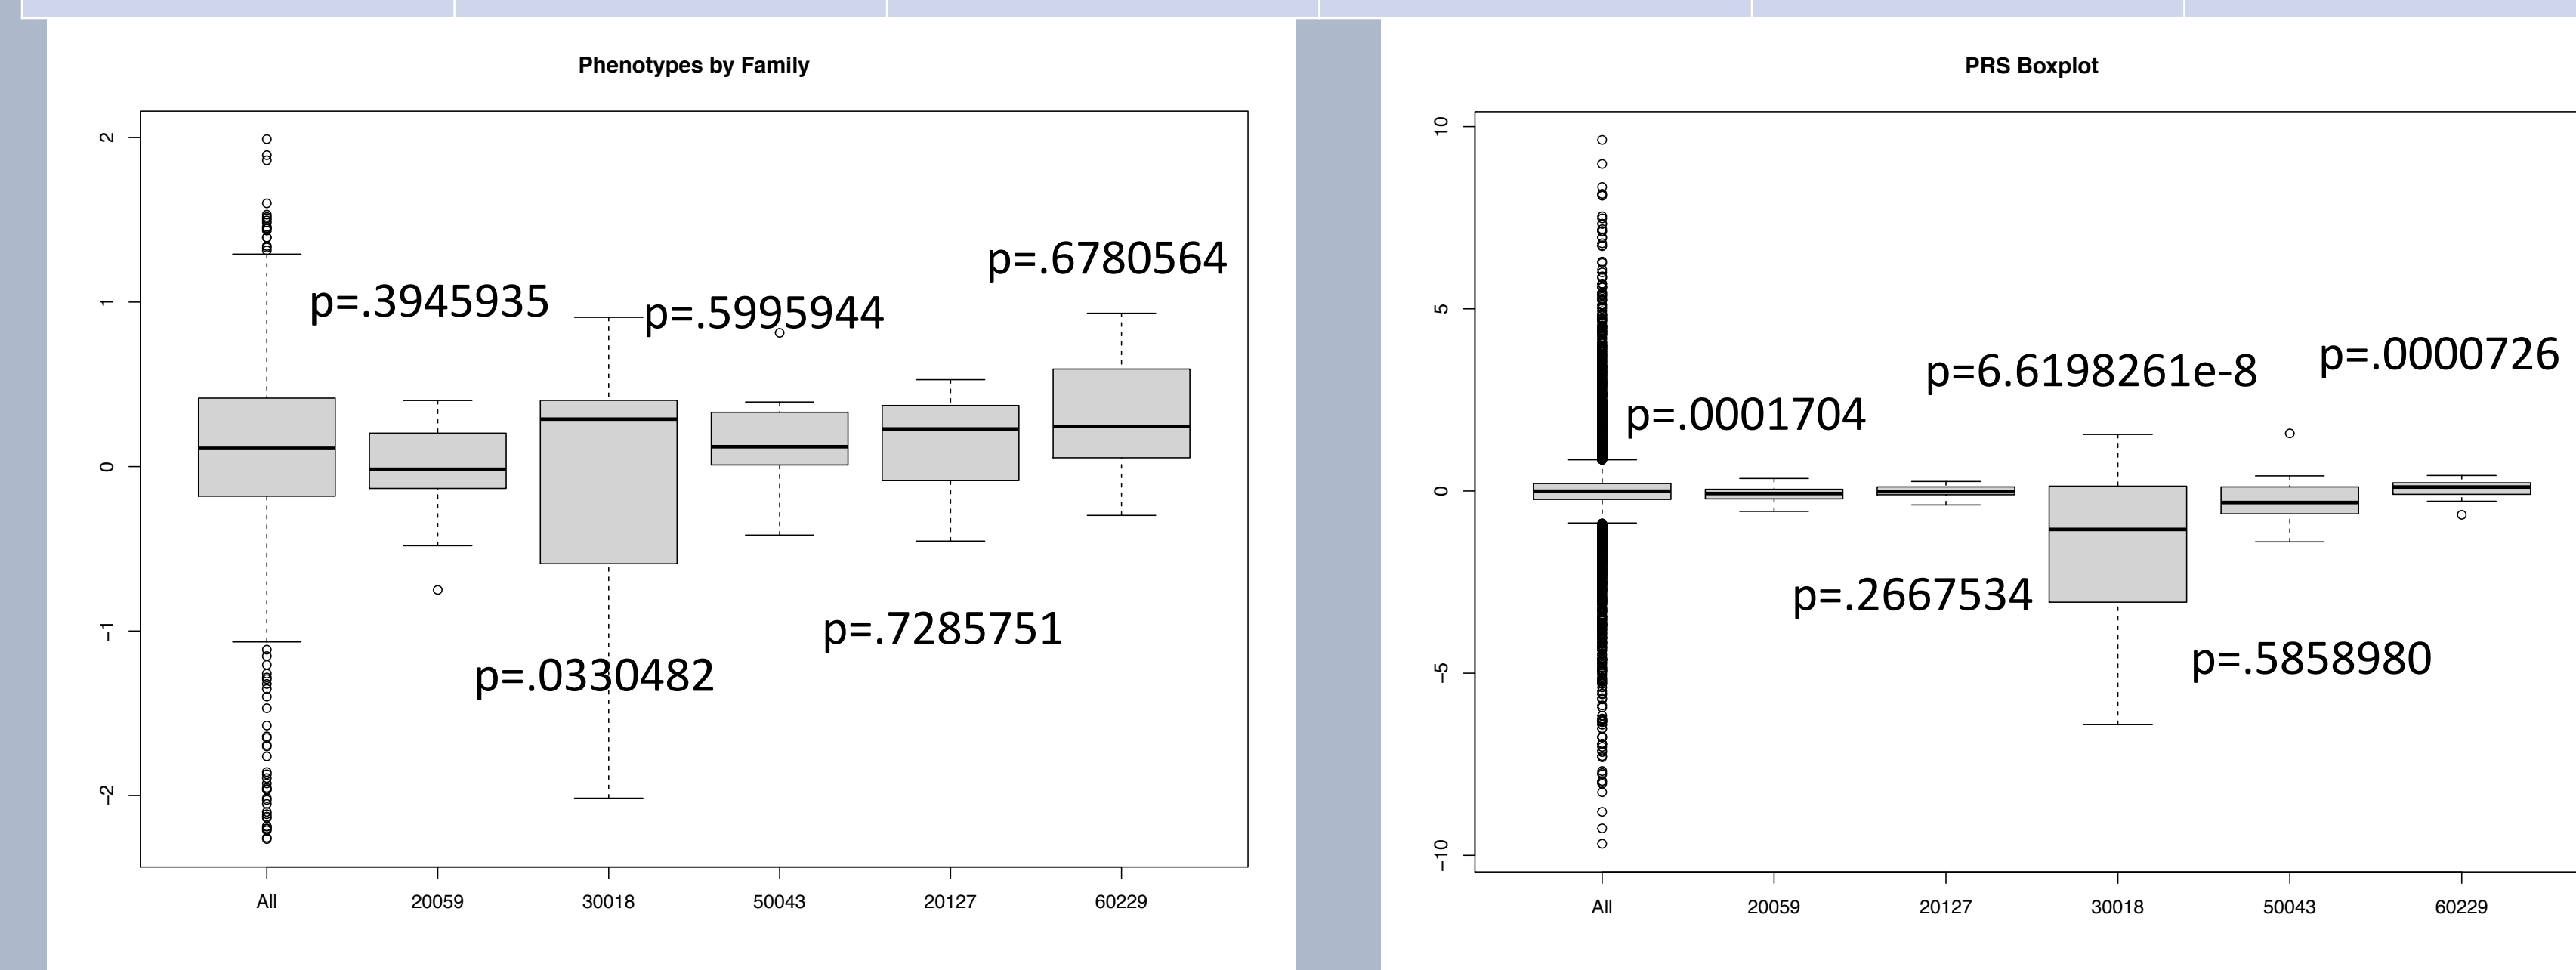 Phenotypes by Family
2
1
0
−1
−2
p=.3945935
p=.5995944
p=.6780564
p=.0330482
p=.7285751
All
20059
30018
50043
20127
60229
PRS Boxplot
10
5
0
−5
−10
p=.0001704
p=6.6198261e-8
p=.0000726
p=.2667534
p=.5858980
All
20059
20127
30018
50043
60229